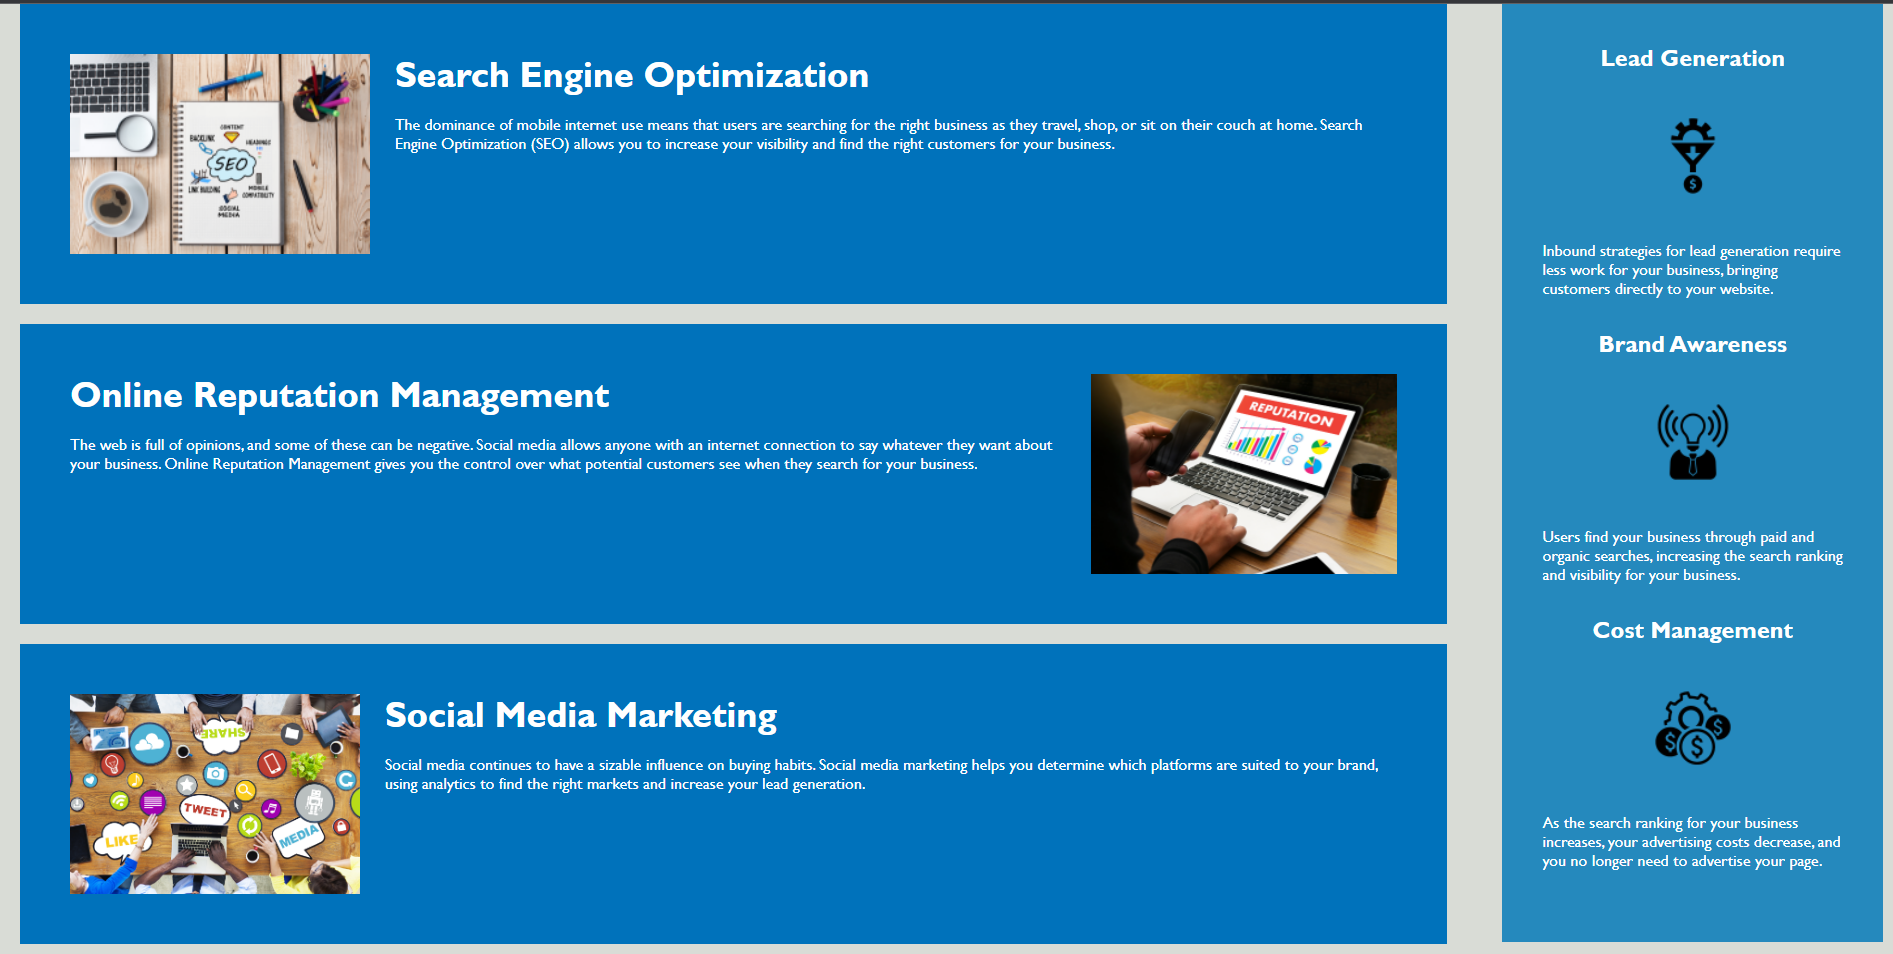 Search Engine Optimization
The dominance of mobile internet use means that users are searching for the right business as they travel, shop, or sit on their couch at home. Search
Engine Optimization (SEO) allows you to increase your visibility and find the right customers for your business.
CONTENT
BACKLINK
HEADINGS
SEO
LINK BUILDING
MOBILE
COMPATIBILITY
SOCIAL
MEDIA
Online Reputation Management
The web is full of opinions, and some of these can be negative. Social media allows anyone with an internet connection to say whatever they want about
your business. Online Reputation Management gives you the control over what potential customers see when they search for your business.
REPUTATION
Social Media Marketing
Social media continues to have a sizable influence on buying habits. Social media marketing helps you determine which platforms are suited to your brand,
using analytics to find the right markets and increase your lead generation.
SHARE
TWEET
LIKE
MEDIA
Lead Generation
$
Inbound strategies for lead generation require
less work for your business, bringing
customers directly to your website.
Brand Awareness
Users find your business through paid and
organic searches, increasing the search ranking
and visibility for your business.
Cost Management
$ $ $
As the search ranking for your business
increases, your advertising costs decrease, and
you no longer need to advertise your page.